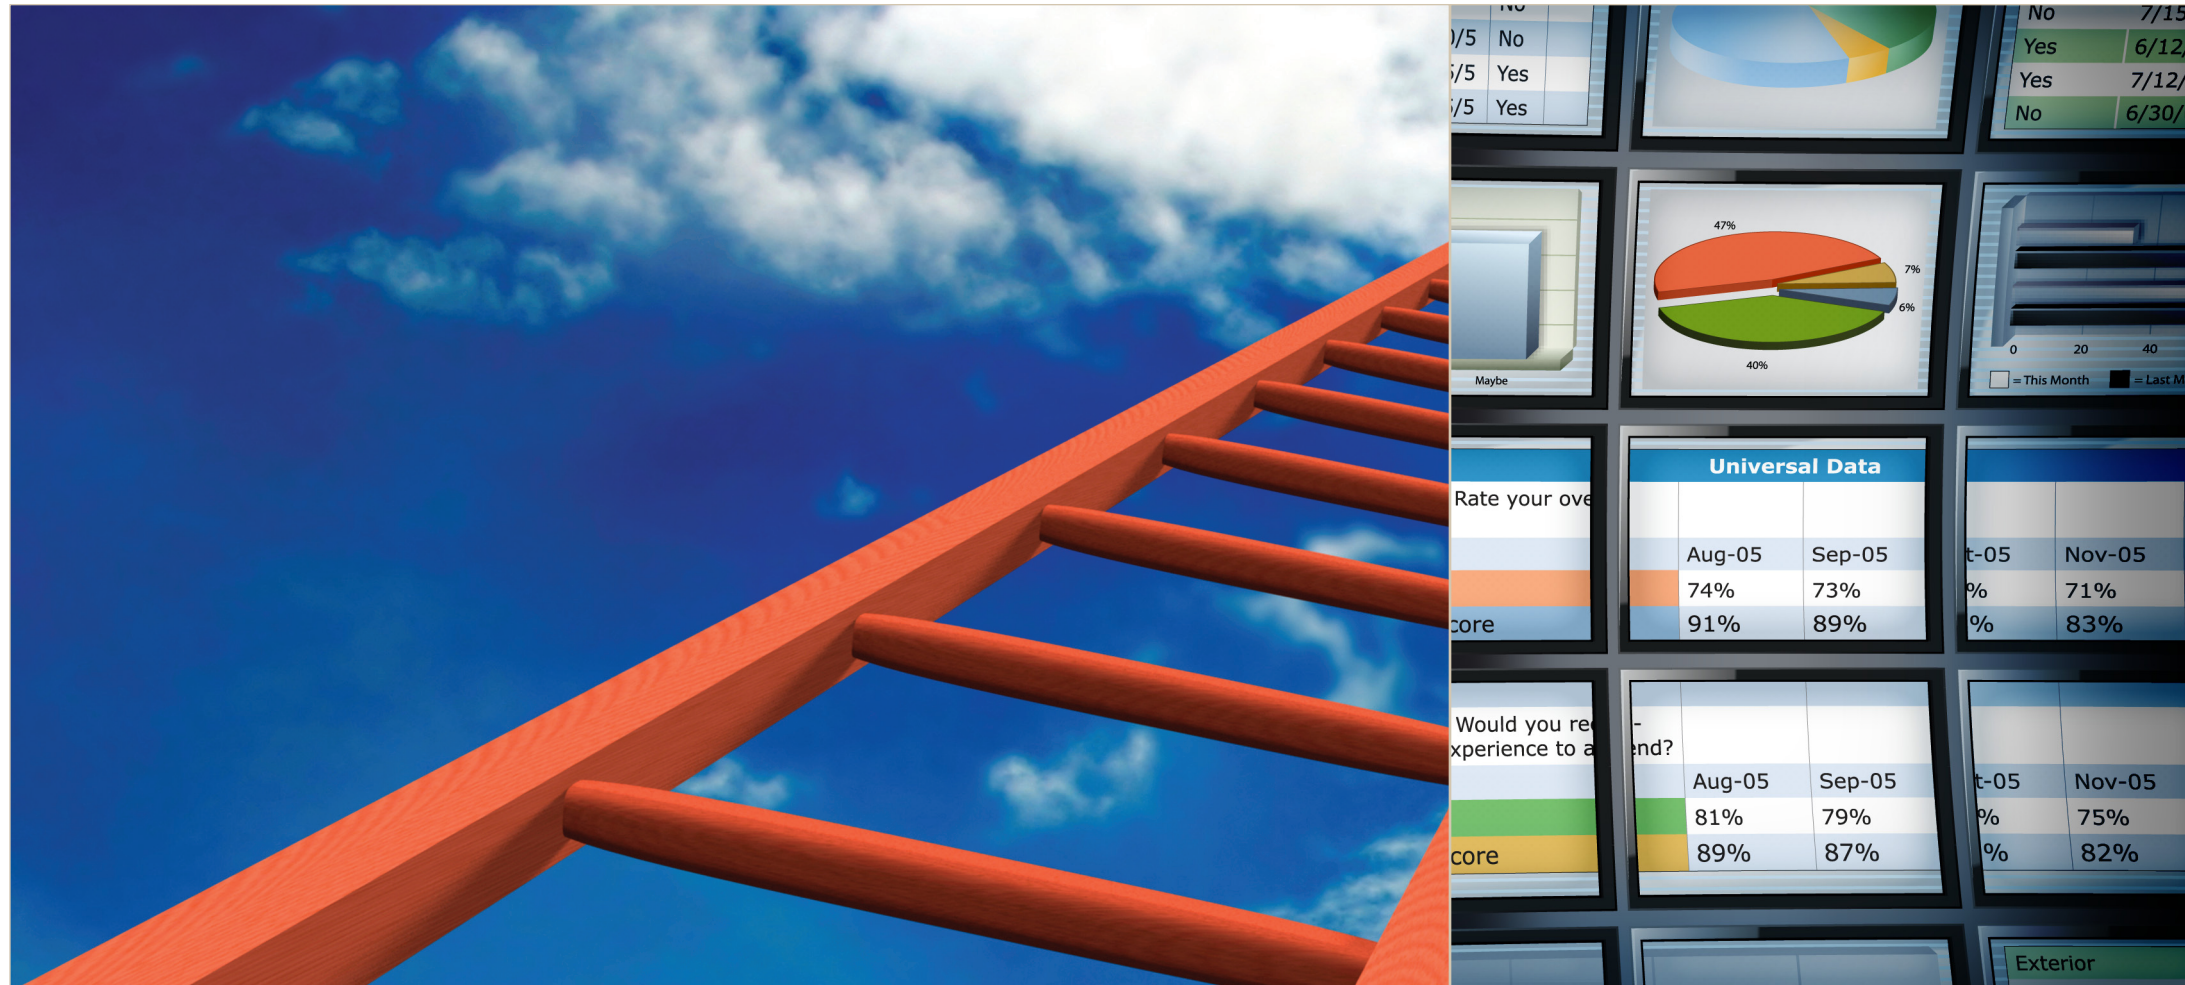 No
/5 No
/5 Yes
/5 Yes
No 7/15
Yes 6/12/
Yes 7/12/
No 6/30/
Maybe
47%
7%
6%
40%
0 20 40
= This Month = Last M
Universal Data
Rate your ove
Aug-05 Sep-05 t-05 Nov-05
74% 73% % 71%
core 91% 89% % 83%
Would you re -
xperience to a end?
Aug-05 Sep-05 t-05 Nov-05
81% 79% % 75%
core 89% 87% % 82%
Exterior